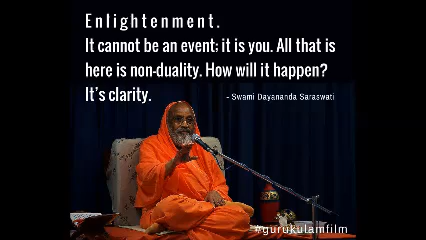 Enlightenment.
It cannot be an event; it is you. All that is
here is non-duality. How will it happen?
It's clarity.
- Swami Dayananda Saraswati
#gurukulamfilm